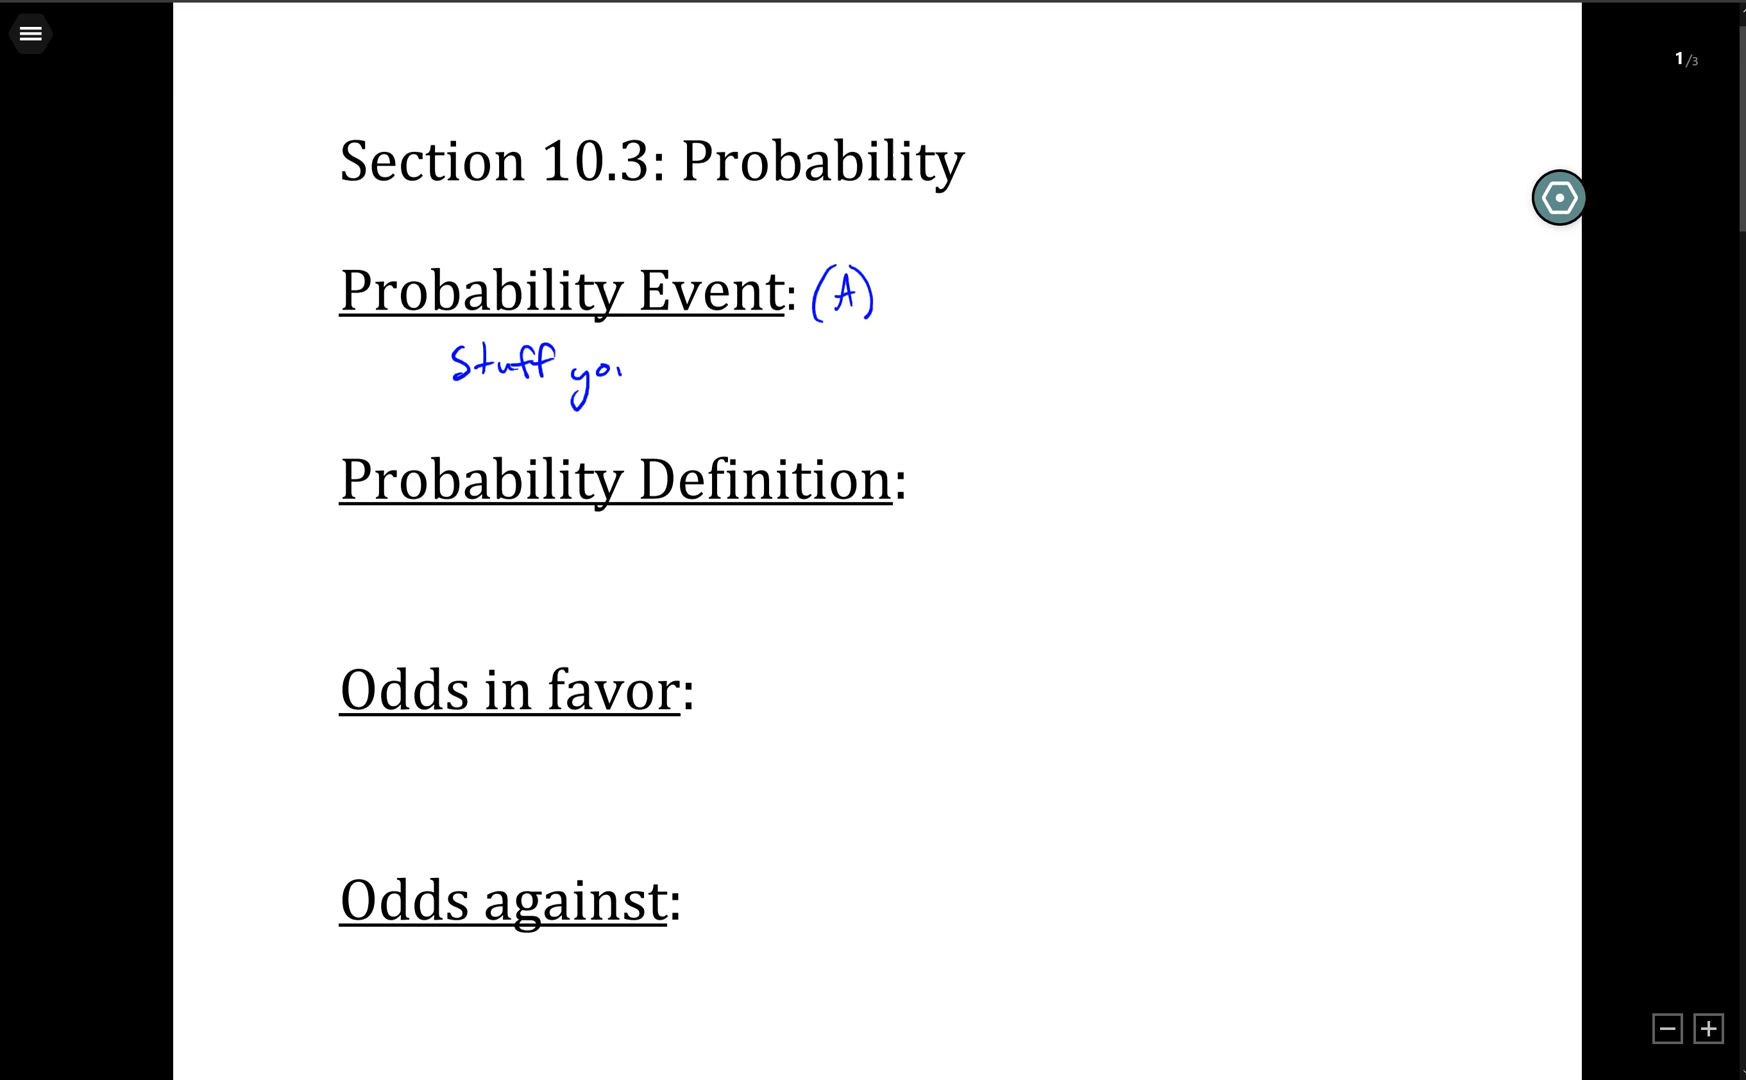 1/3
Section 10.3: Probability
Probability Event: (A)
Stuff yo
Probability Definition:
Odds in favor:
Odds against: